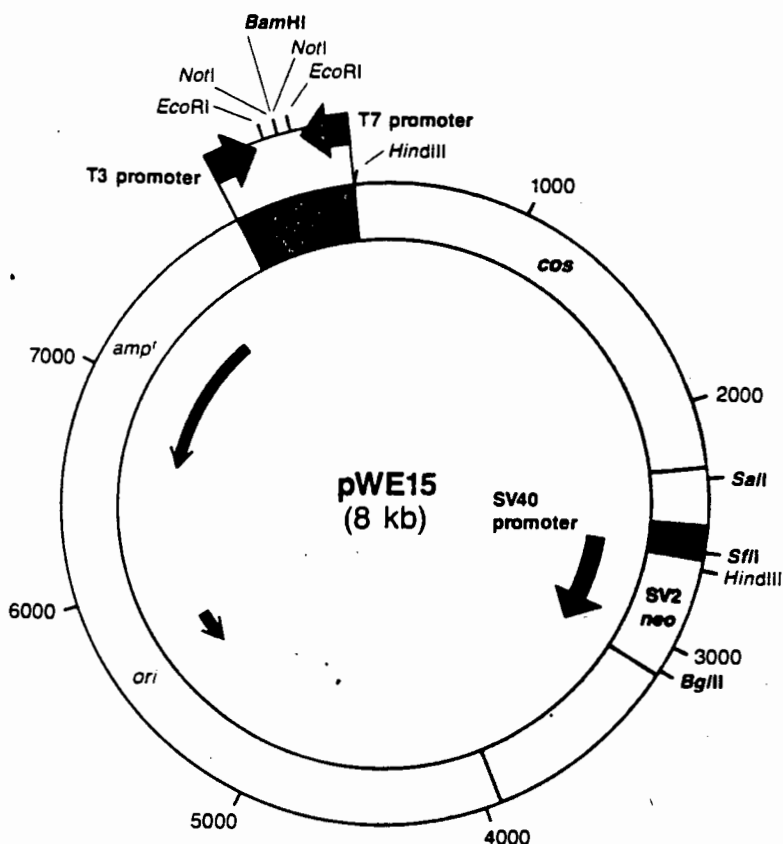 BamHI
NotI
NotI
EcoRI
EcoRI
T7 promoter
HindIII
T3 promoter
1000
cos
7000
ampʳ
2000
pWE15
(8 kb)
SV40
promoter
SalI
SfiI
HindIII
SV2
neo
6000
3000
BglII
ori
5000
4000